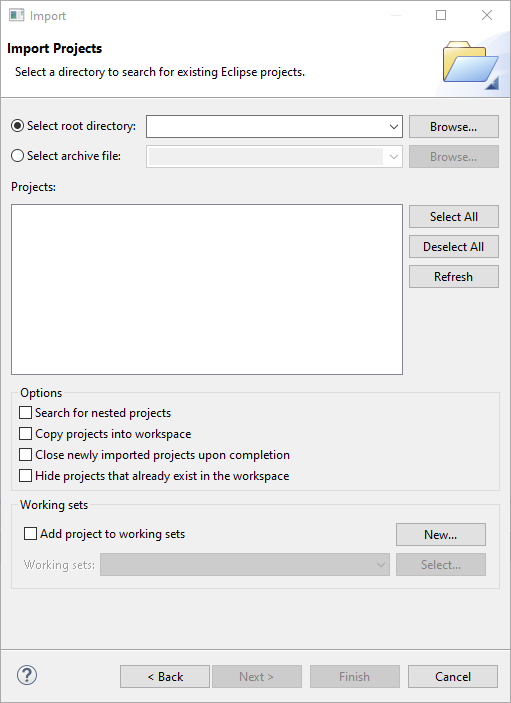 Import
Import Projects
Select a directory to search for existing Eclipse projects.
Select root directory: Browse...
Select archive file: Browse...
Projects:
Select All
Deselect All
Refresh
Options
Search for nested projects
Copy projects into workspace
Close newly imported projects upon completion
Hide projects that already exist in the workspace
Working sets
Add project to working sets New...
Working sets: Select...
? < Back Next > Finish Cancel